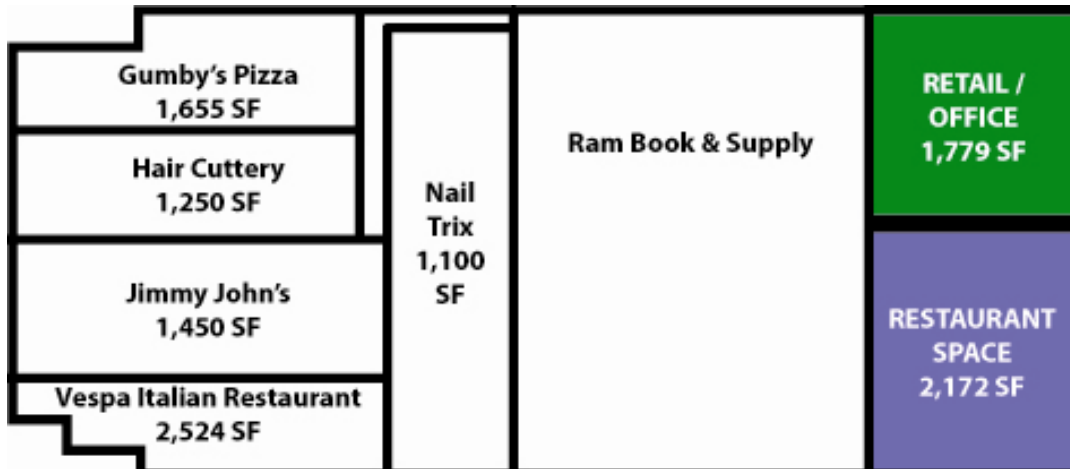 Gumby's Pizza
1,655 SF
Hair Cuttery
1,250 SF
Jimmy John's
1,450 SF
Vespa Italian Restaurant
2,524 SF
Nail
Trix
1,100
SF
Ram Book & Supply
RETAIL /
OFFICE
1,779 SF
RESTAURANT
SPACE
2,172 SF